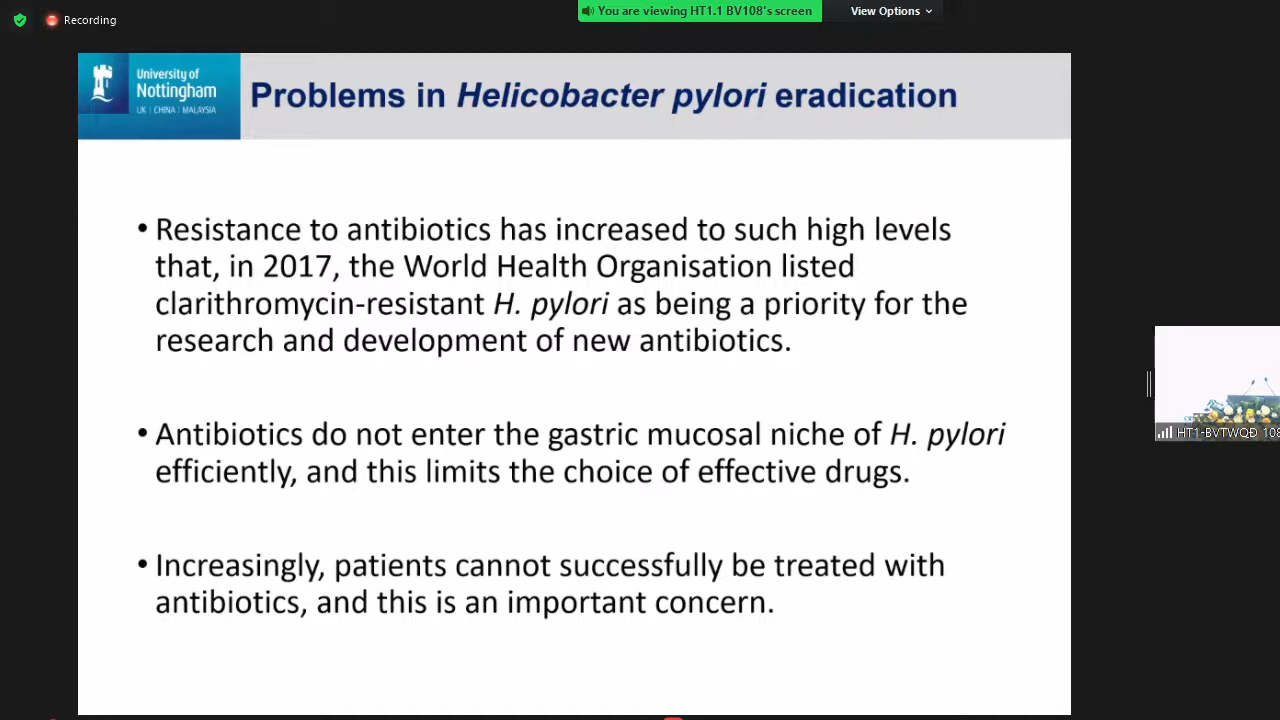 Recording
You are viewing HT1.1 BV108's screen
View Options
University of
Nottingham
UK | CHINA | MALAYSIA
Problems in Helicobacter pylori eradication
• Resistance to antibiotics has increased to such high levels
that, in 2017, the World Health Organisation listed
clarithromycin-resistant H. pylori as being a priority for the
research and development of new antibiotics.
• Antibiotics do not enter the gastric mucosal niche of H. pylori
efficiently, and this limits the choice of effective drugs.
• Increasingly, patients cannot successfully be treated with
antibiotics, and this is an important concern.
HT1-BVTWQĐ 108